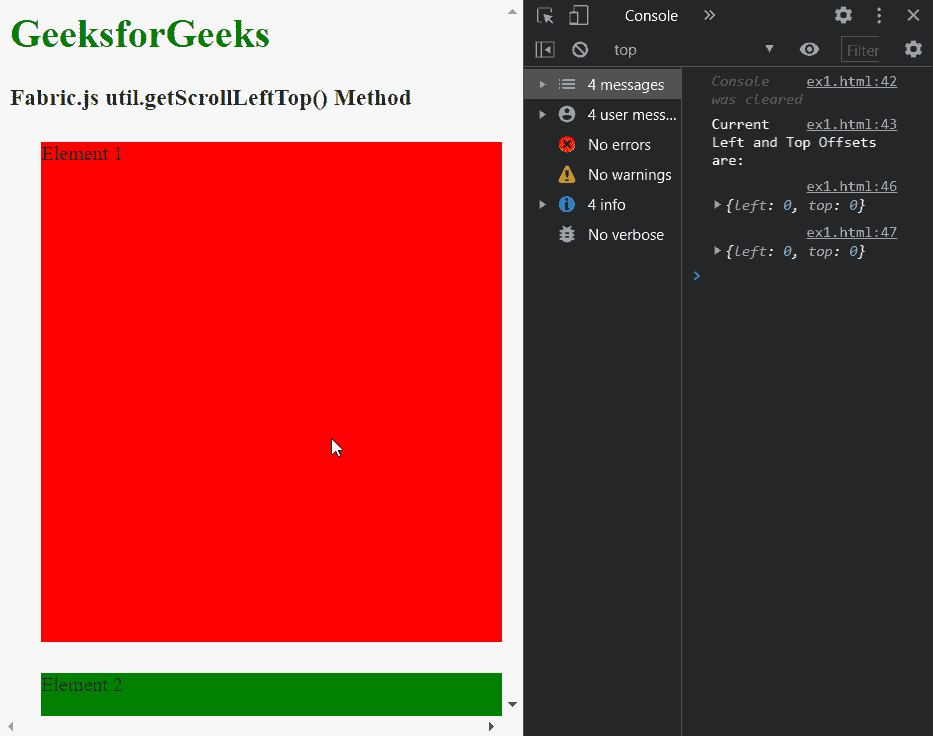 GeeksforGeeks
Fabric.js util.getScrollLeftTop() Method
Element 1
Element 2
Console
top
Filter
4 messages
4 user mess...
No errors
No warnings
4 info
No verbose
Console ex1.html:42
was cleared
Current ex1.html:43
Left and Top Offsets
are:
ex1.html:46
{left: 0, top: 0}
ex1.html:47
{left: 0, top: 0}